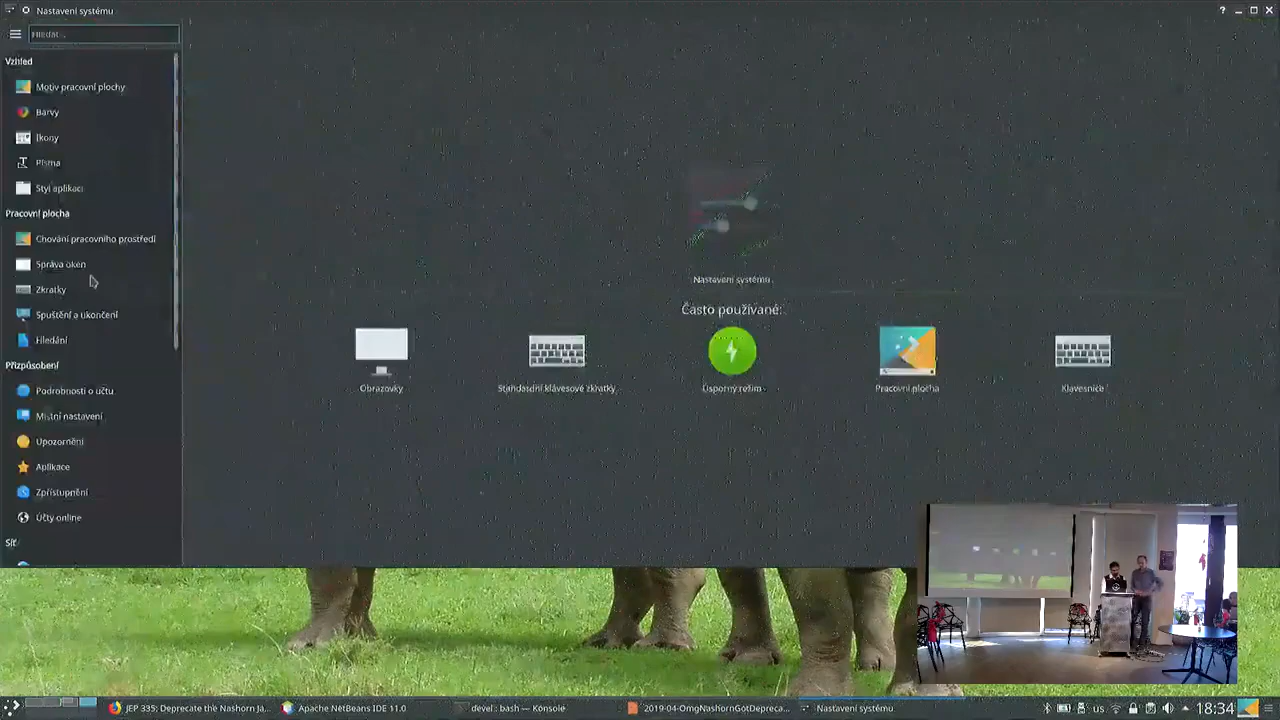 Nastavení systému
Hledat...
Vzhled
Motiv pracovní plochy
Barvy
Ikony
Písma
Styl aplikací
Pracovní plocha
Chování pracovního prostředí
Správa oken
Zkratky
Spuštění a ukončení
Hledání
Přizpůsobení
Podrobnosti o účtu
Místní nastavení
Upozornění
Aplikace
Zpřístupnění
Účty online
Síť
Nastavení systému
Často používané:
Obrazovky
Standardní klávesové zkratky
Úsporný režim
Pracovní plocha
Klávesnice
JEP 335: Deprecate the Nashorn Ja...
Apache NetBeans IDE 11.0
devel : bash — Konsole
2019-04-OmgNashornGotDepreca...
Nastavení systému
us
18:34